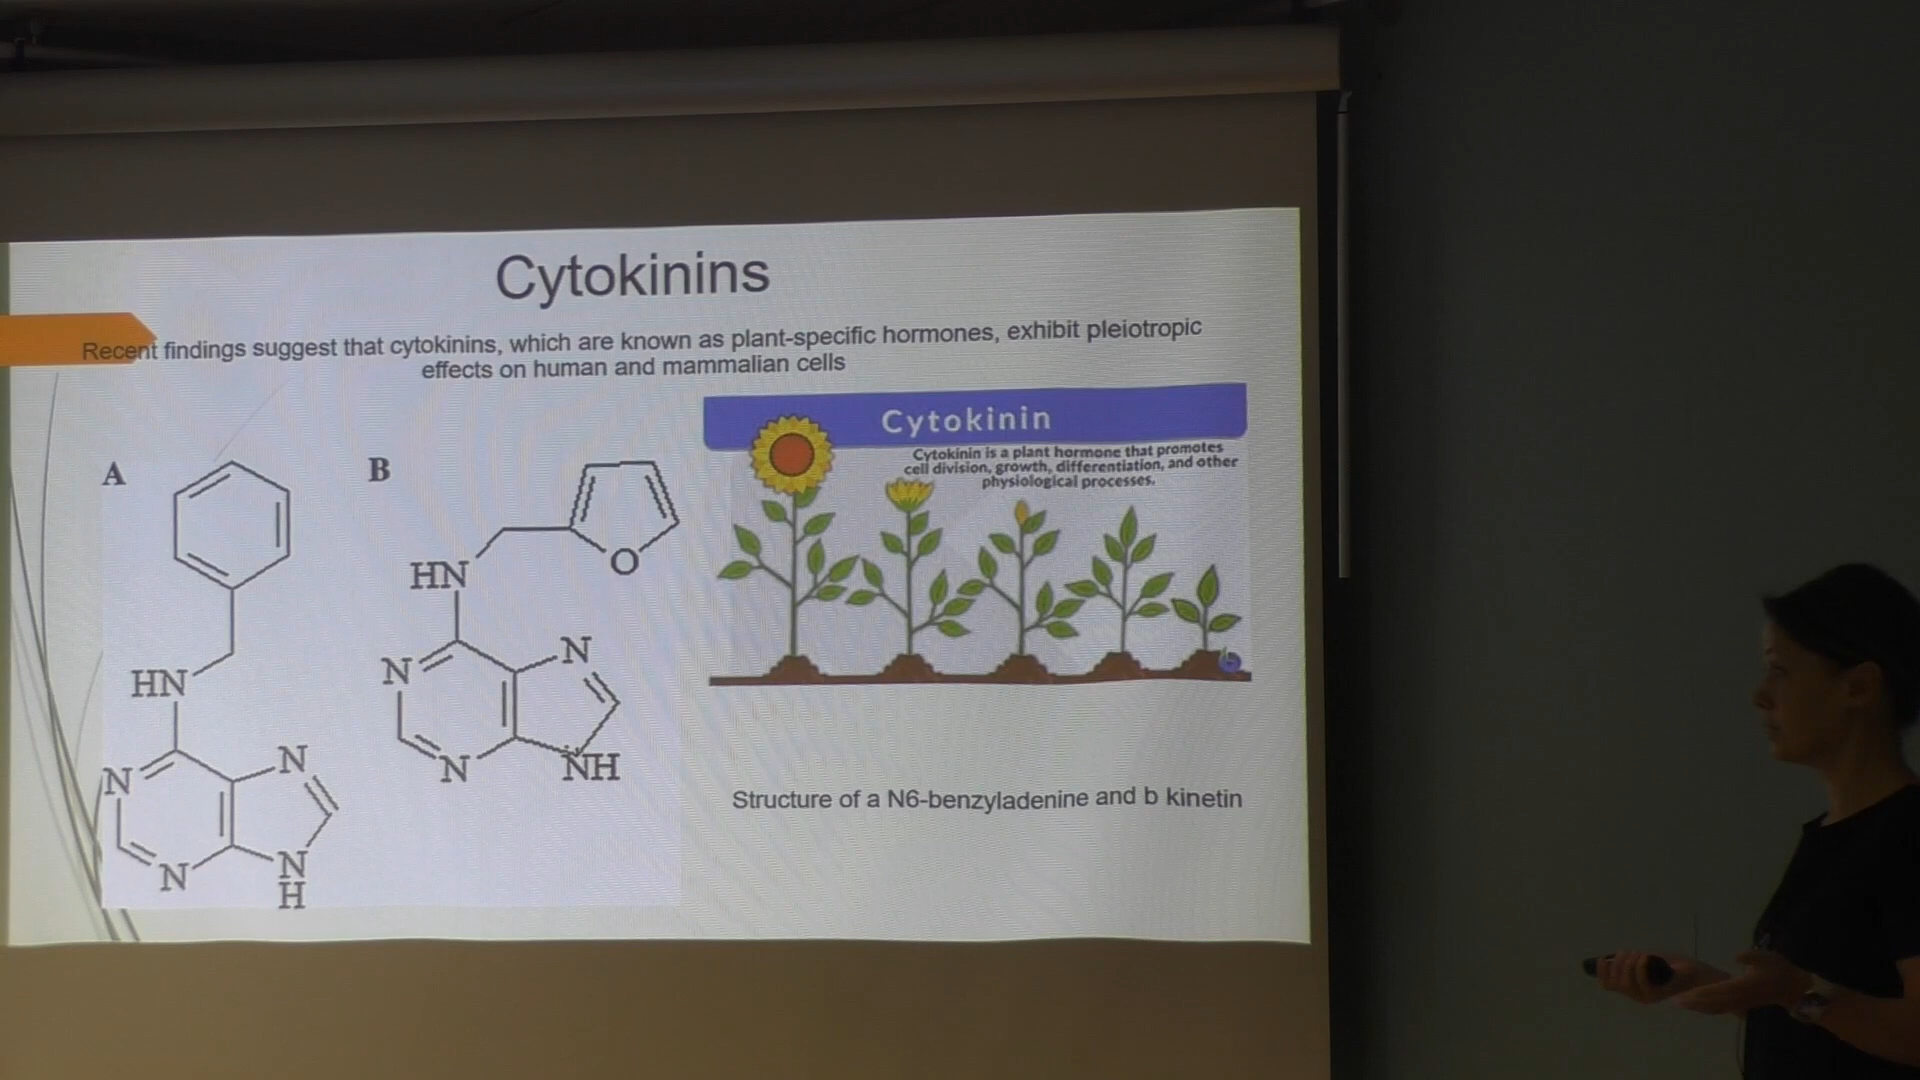 Cytokinins
Recent findings suggest that cytokinins, which are known as plant-specific hormones, exhibit pleiotropic
effects on human and mammalian cells
Cytokinin
Cytokinin is a plant hormone that promotes
cell division, growth, differentiation, and other
physiological processes.
A
HN
N
N
N
N
H
B
O
HN
N
N
N
NH
Structure of a N6-benzyladenine and b kinetin